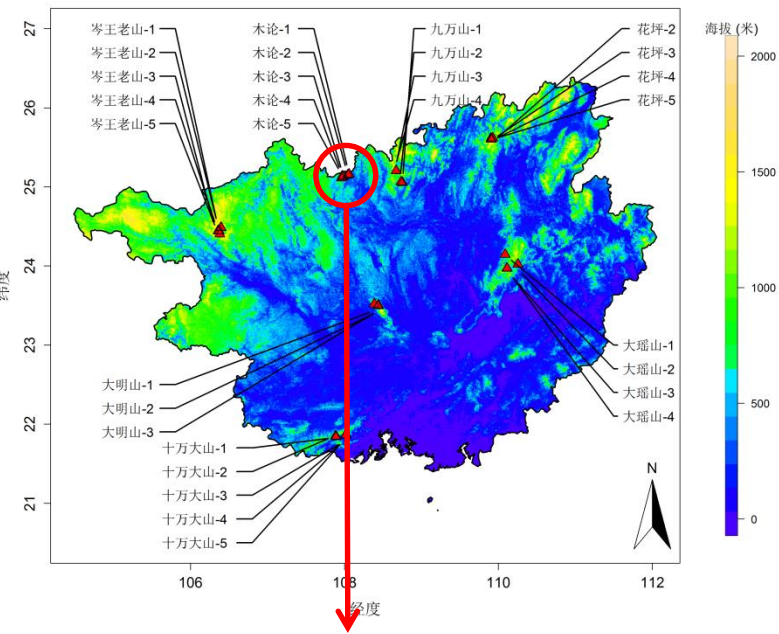 岑王老山-1
岑王老山-2
岑王老山-3
岑王老山-4
岑王老山-5
木论-1
木论-2
木论-3
木论-4
木论-5
九万山-1
九万山-2
九万山-3
九万山-4
花坪-2
花坪-3
花坪-4
花坪-5
海拔 (米)
2000
1500
1000
500
0
27
26
25
24
23
22
21
纬度
大明山-1
大明山-2
大明山-3
十万大山-1
十万大山-2
十万大山-3
十万大山-4
十万大山-5
大瑶山-1
大瑶山-2
大瑶山-3
大瑶山-4
N
106
108
110
112
经度